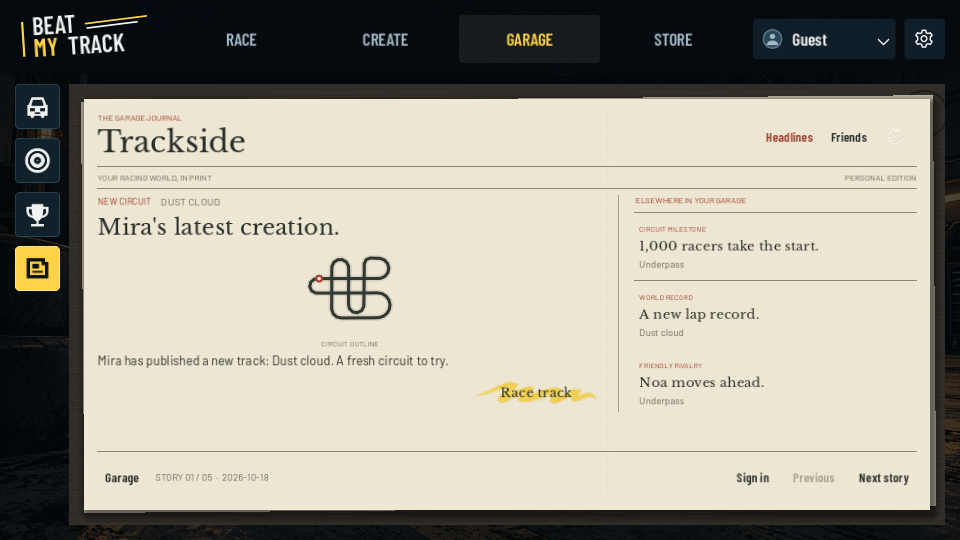 BEAT
MY TRACK
RACE
CREATE
GARAGE
STORE
Guest
THE GARAGE JOURNAL
Trackside
Headlines
Friends
YOUR RACING WORLD, IN PRINT
PERSONAL EDITION
NEW CIRCUIT DUST CLOUD
Mira's latest creation.
CIRCUIT OUTLINE
Mira has published a new track: Dust cloud. A fresh circuit to try.
Race track
ELSEWHERE IN YOUR GARAGE
CIRCUIT MILESTONE
1,000 racers take the start.
Underpass
WORLD RECORD
A new lap record.
Dust cloud
FRIENDLY RIVALRY
Noa moves ahead.
Underpass
Garage
STORY 01 / 05 · 2026-10-18
Sign in
Previous
Next story